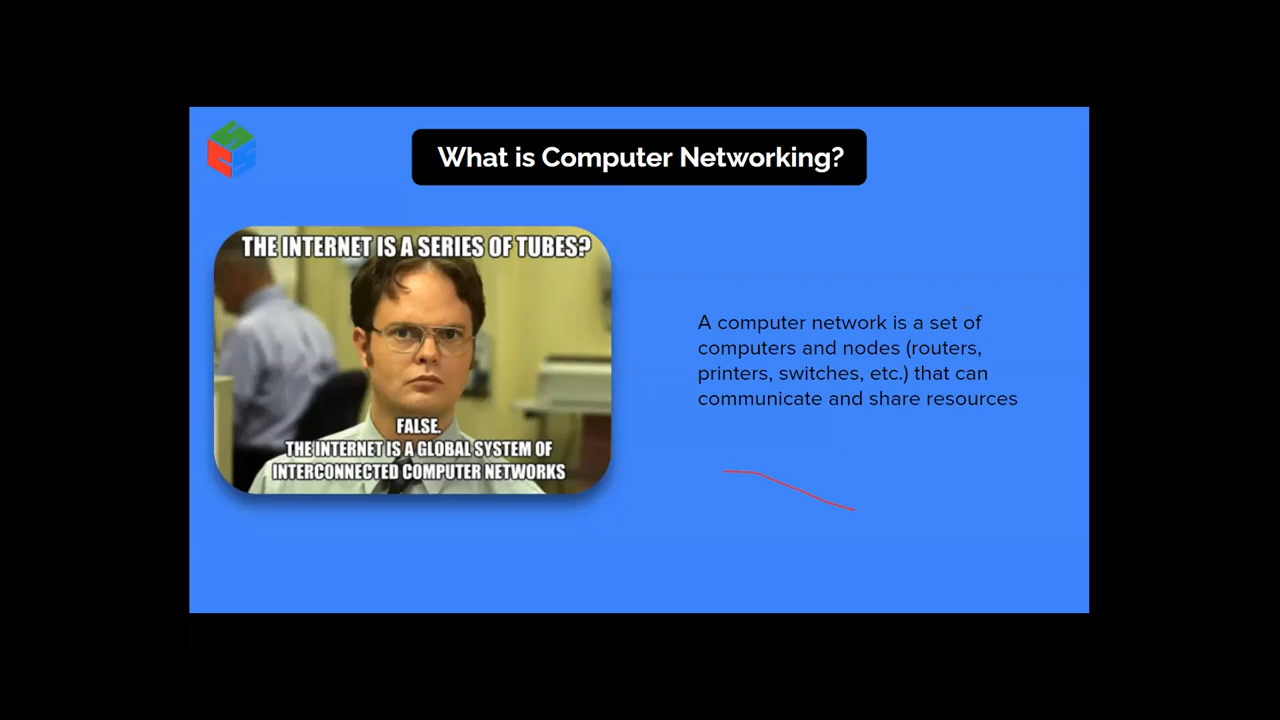 What is Computer Networking?
THE INTERNET IS A SERIES OF TUBES?
FALSE.
THE INTERNET IS A GLOBAL SYSTEM OF
INTERCONNECTED COMPUTER NETWORKS
A computer network is a set of
computers and nodes (routers,
printers, switches, etc.) that can
communicate and share resources